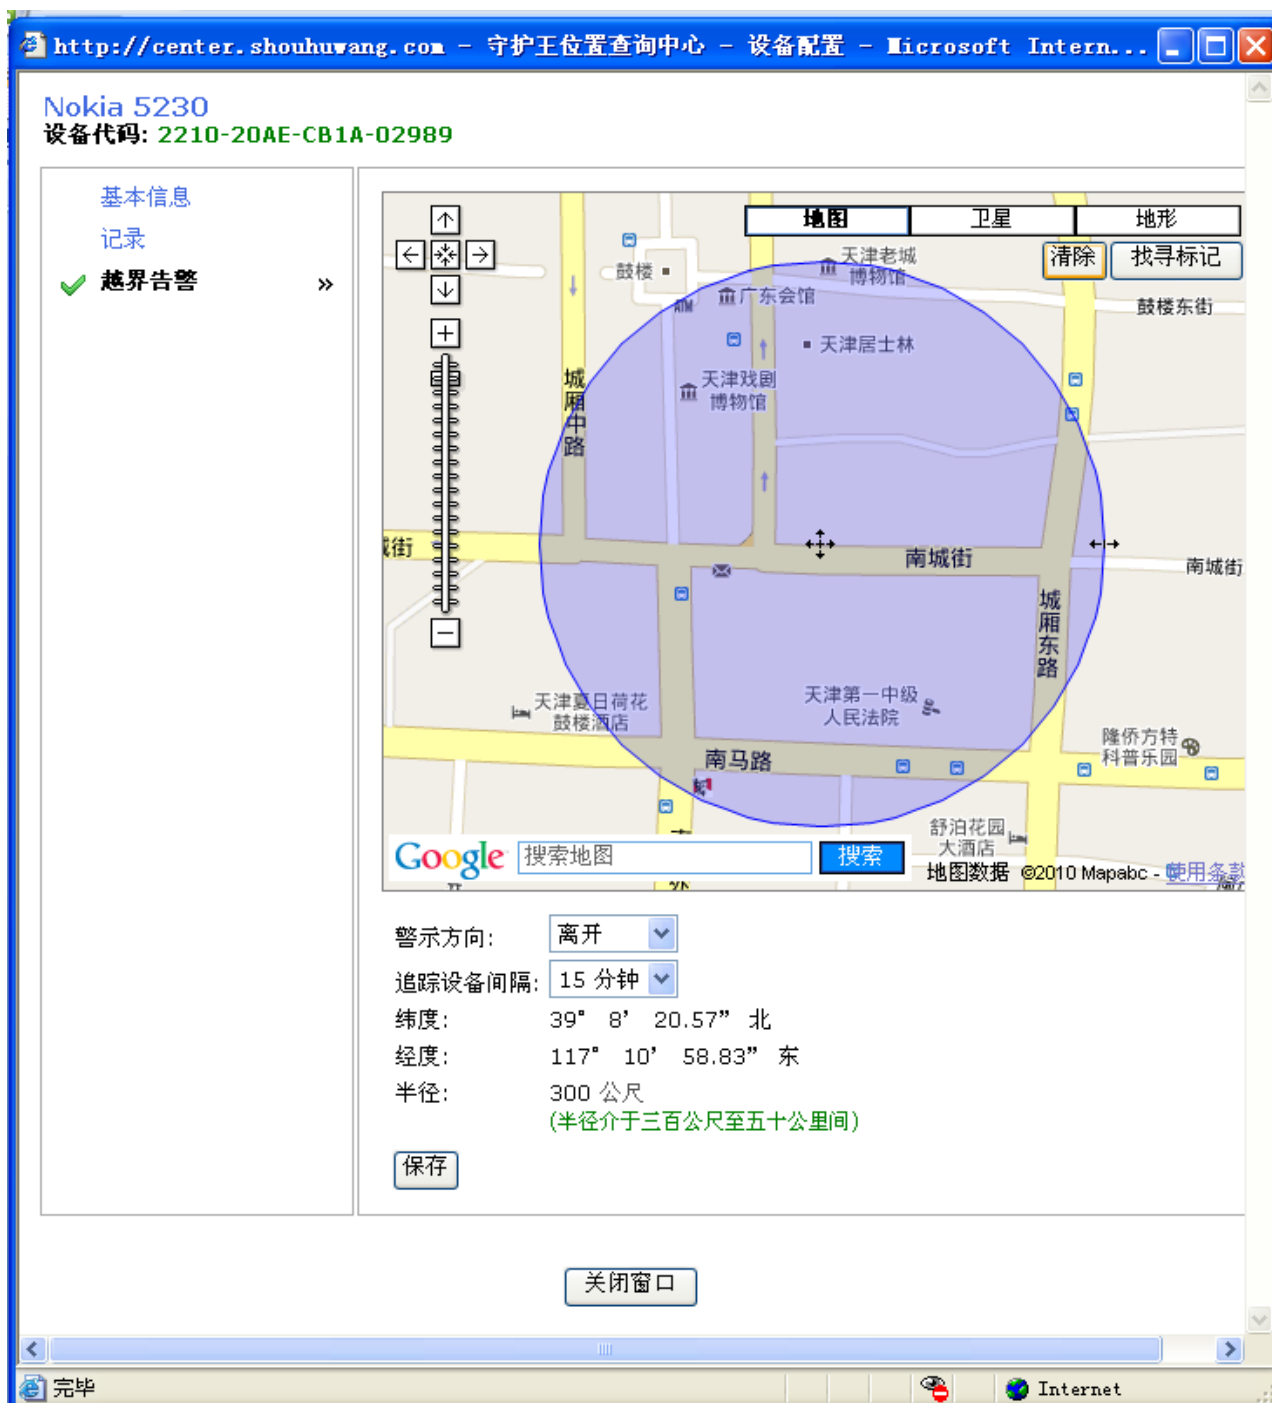 http://center.shouhuwang.com - 守护王位置查询中心 - 设备配置 - Microsoft Intern...
Nokia 5230
设备代码: 2210-20AE-CB1A-02989
基本信息
记录
越界告警 »
地图
卫星
地形
清除
找寻标记
天津老城
博物馆
鼓楼
ATM
广东会馆
鼓楼东街
天津居士林
天津戏剧
博物馆
城厢中路
南城街
南城街
城厢东路
天津夏日荷花
鼓楼酒店
天津第一中级
人民法院
隆侨方特
科普乐园
南马路
舒泊花园
大酒店
Google
搜索地图
搜索
地图数据 ©2010 Mapabc - 使用条款
警示方向: 离开
追踪设备间隔: 15 分钟
纬度: 39° 8’ 20.57” 北
经度: 117° 10’ 58.83” 东
半径: 300 公尺
(半径介于三百公尺至五十公里间)
保存
关闭窗口
完毕
Internet